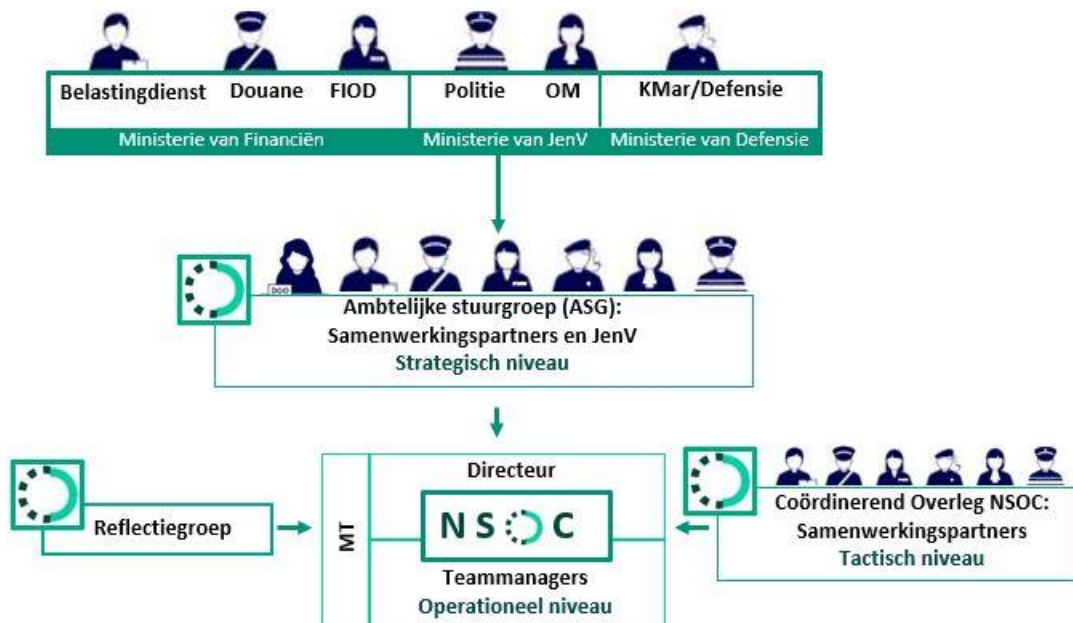 Belastingdienst Douane FIOD Politie OM KMar/Defensie
Ministerie van Financiën Ministerie van JenV Ministerie van Defensie
DGO
Ambtelijke stuurgroep (ASG):
Samenwerkingspartners en JenV
Strategisch niveau
Reflectiegroep
MT
Directeur
NSOC
Teammanagers
Operationeel niveau
Coördinerend Overleg NSOC:
Samenwerkingspartners
Tactisch niveau